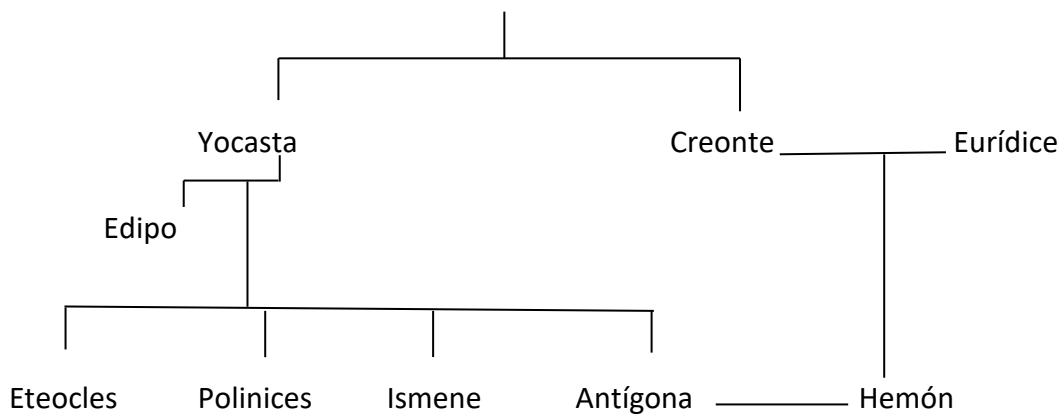 Yocasta Creonte Eurídice
Edipo
Eteocles Polinices Ismene Antígona Hemón